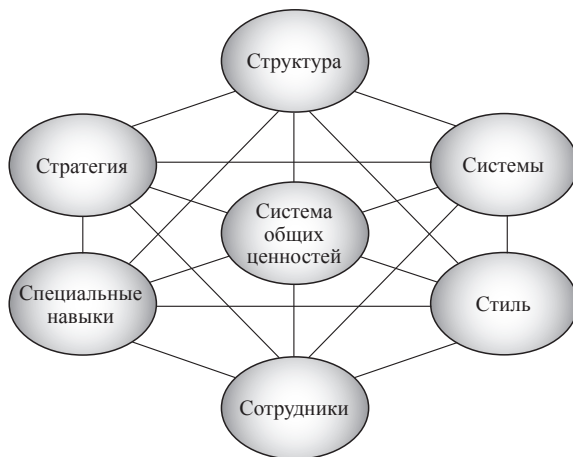 Структура
Стратегия
Системы
Система
общих
ценностей
Специальные
навыки
Стиль
Сотрудники